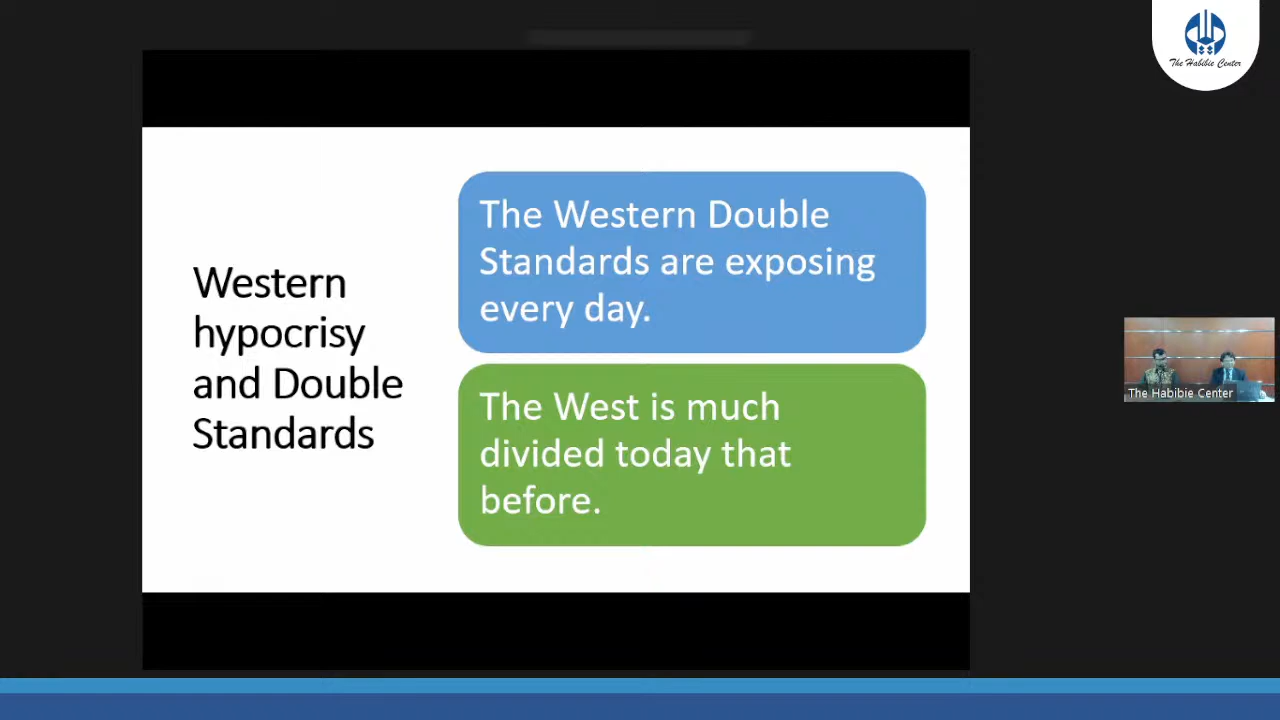 The Habibie Center
Western
hypocrisy
and Double
Standards
The Western Double
Standards are exposing
every day.
The West is much
divided today that
before.
The Habibie Center